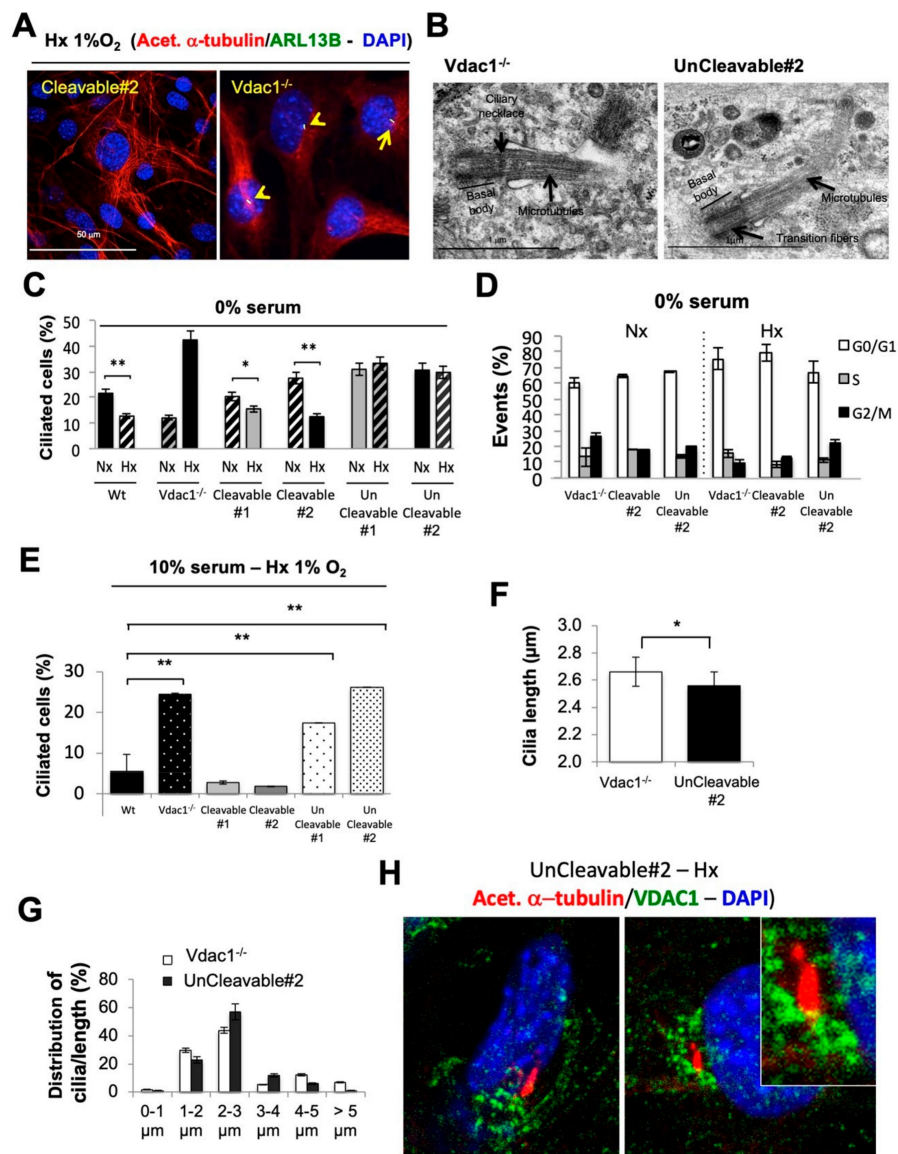 A
Hx 1%O₂ (Acet. α-tubulin/ARL13B - DAPI)
Cleavable#2
Vdac1⁻/⁻
50 µm
B
Vdac1⁻/⁻
UnCleavable#2
Ciliary
necklace
Basal
body
Microtubules
1 µm
Basal
body
Microtubules
Transition fibers
1µm
C
0% serum
Ciliated cells (%)
50
40
30
20
10
0
**
*
**
Nx Hx Nx Hx Nx Hx Nx Hx Nx Hx Nx Hx
Wt
Vdac1⁻/⁻
Cleavable
#1
Cleavable
#2
Un
Cleavable
#1
Un
Cleavable
#2
D
0% serum
Nx
Hx
Events (%)
90
80
70
60
50
40
30
20
10
0
G0/G1
S
G2/M
Vdac1⁻/⁻
Cleavable
#2
Un
Cleavable
#2
Vdac1⁻/⁻
Cleavable
#2
Un
Cleavable
#2
E
10% serum – Hx 1% O₂
**
**
**
Ciliated cells (%)
30
20
10
0
Wt
Vdac1⁻/⁻
Cleavable
#1
Cleavable
#2
Un
Cleavable
#1
Un
Cleavable
#2
F
Cilia length (µm)
3.0
2.8
2.6
2.4
2.2
2.0
*
Vdac1⁻/⁻
UnCleavable
#2
G
Vdac1⁻/⁻
UnCleavable#2
Distribution of
cilia/length (%)
80
60
40
20
0
0-1 1-2 2-3 3-4 4-5 > 5
µm µm µm µm µm µm
H
UnCleavable#2 – Hx
Acet. α–tubulin/VDAC1 – DAPI)